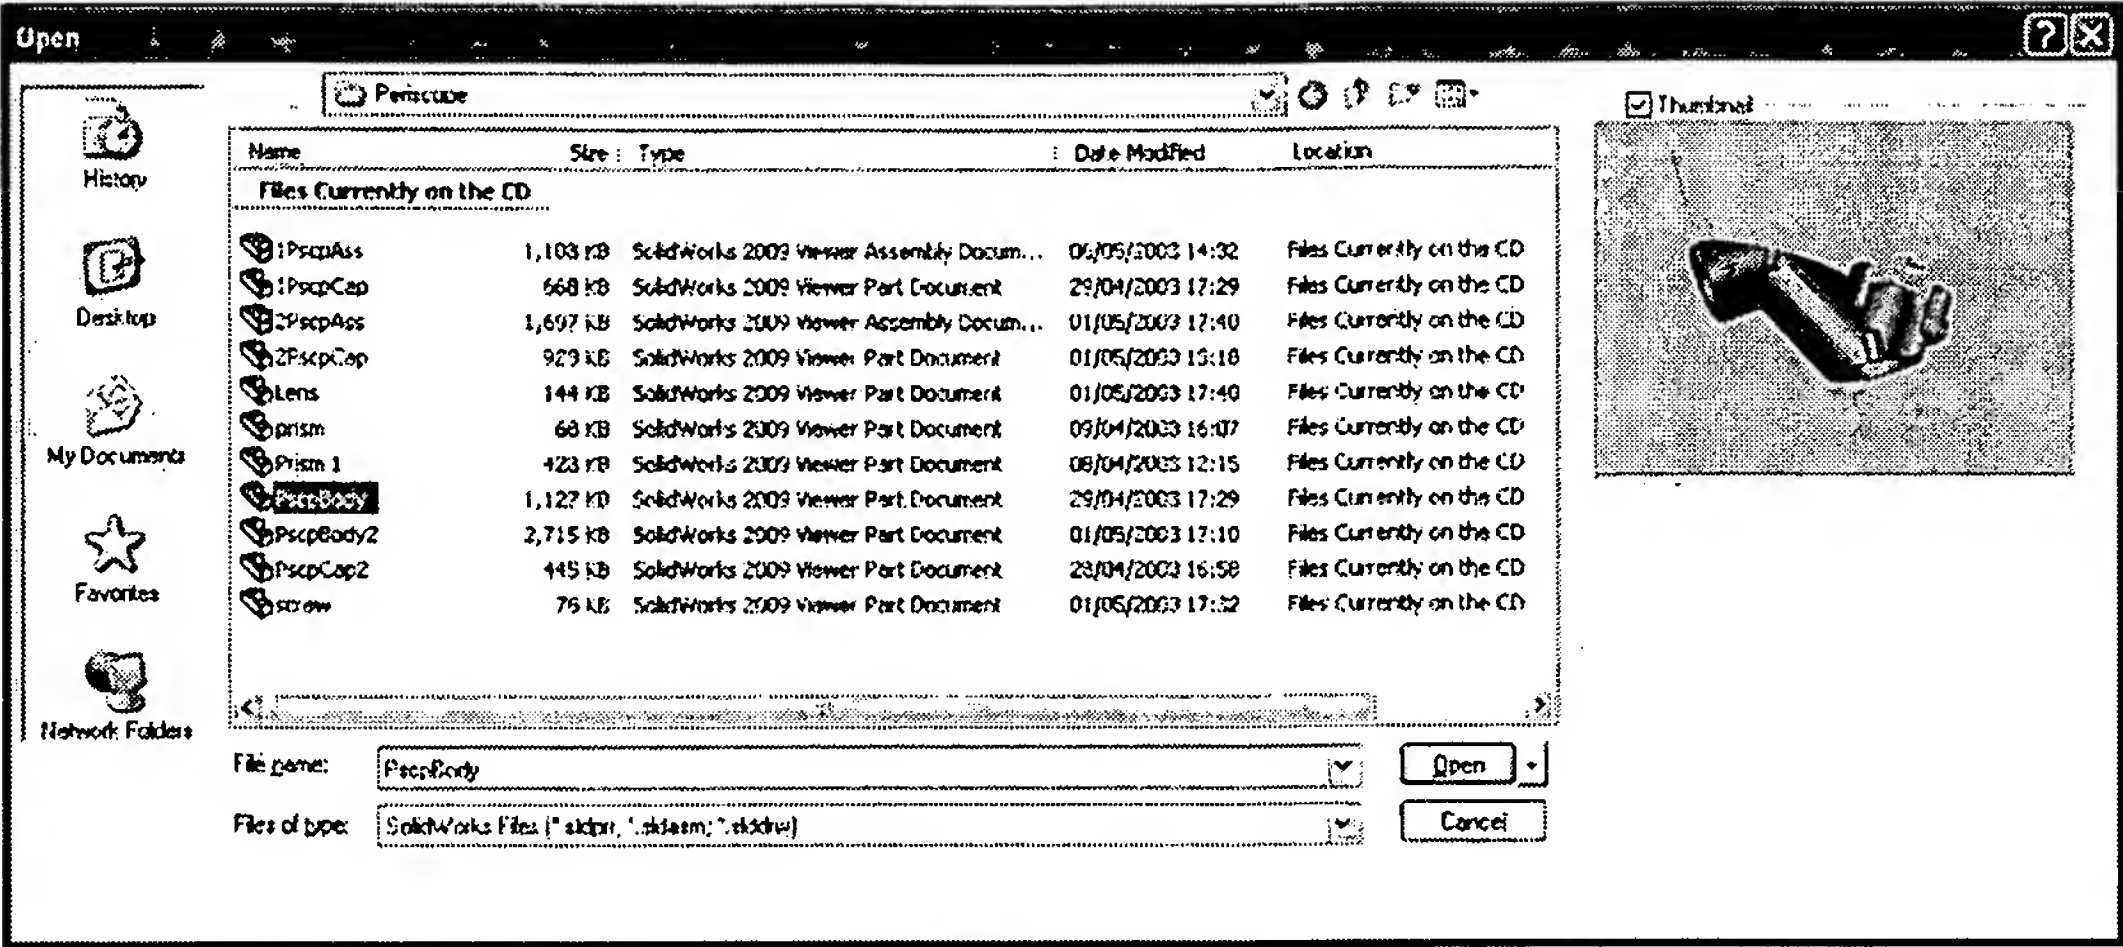 Open
Periscope
Thumbnail
History
Desktop
My Documents
Favorites
Network Folders
Name Size Type Date Modified Location
Files Currently on the CD
1PscpAss 1,103 KB SolidWorks 2009 Viewer Assembly Docum... 14:32 Files Currently on the CD
1PscpCap 668 KB SolidWorks 2009 Viewer Part Document 29/04/2003 17:29 Files Currently on the CD
2PscpAss 1,697 KB SolidWorks 2009 Viewer Assembly Docum... 01/05/2003 17:40 Files Currently on the CD
2PscpCap KB SolidWorks 2009 Viewer Part Document 01/05/2003 Files Currently on the CD
Lens 144 KB SolidWorks 2009 Viewer Part Document 01/05/2003 17:40 Files Currently on the CD
prism 68 KB SolidWorks 2009 Viewer Part Document 09/04/2003 16:07 Files Currently on the CD
Prism 1 423 KB SolidWorks 2009 Viewer Part Document 08/04/2003 12:15 Files Currently on the CD
PscpBody 1,127 KB SolidWorks 2009 Viewer Part Document 29/04/2003 17:29 Files Currently on the CD
PscpBody2 2,715 KB SolidWorks 2009 Viewer Part Document 01/05/2003 17:10 Files Currently on the CD
PscpCap2 445 KB SolidWorks 2009 Viewer Part Document 28/04/2003 16:58 Files Currently on the CD
screw 76 KB SolidWorks 2009 Viewer Part Document Files Currently on the CD
File name: PscpBody Open
Files of type: SolidWorks Files (*.sldprt; *.sldasm; *.slddrw) Cancel